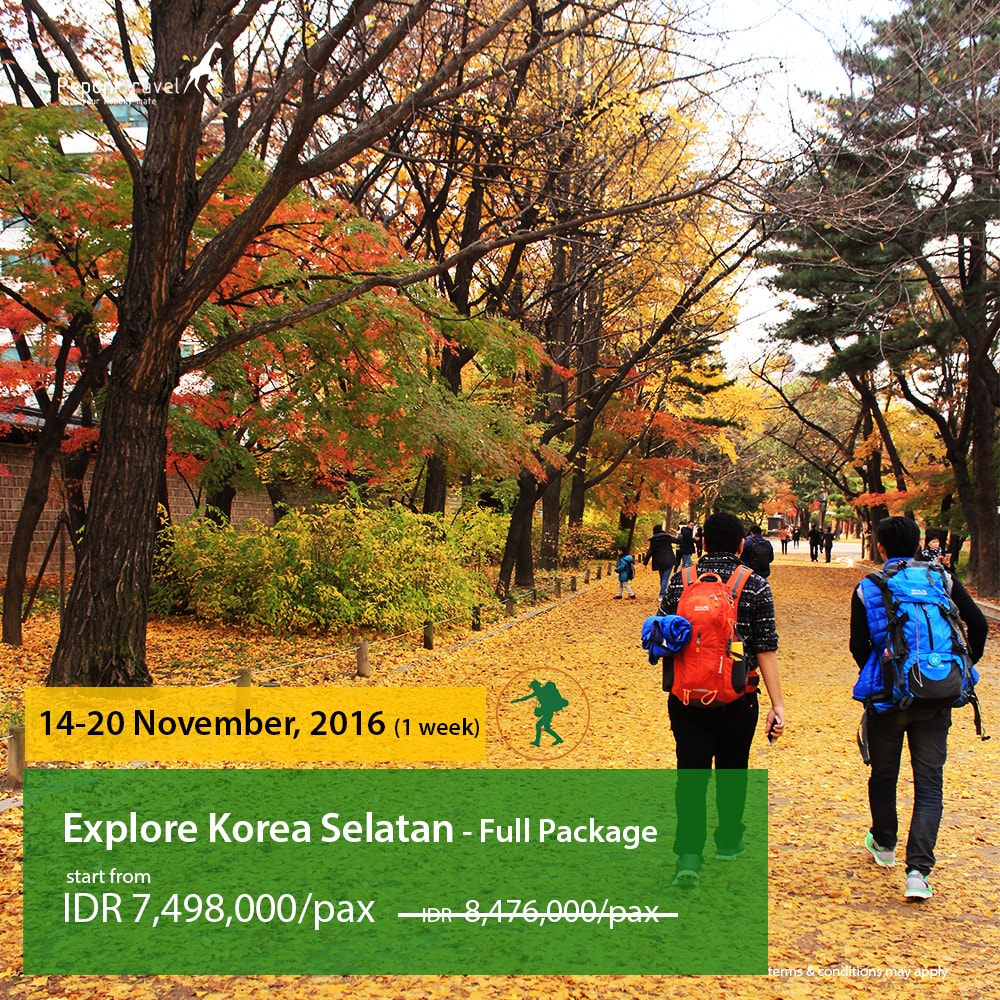 14-20 November, 2016 (1 week)
Explore Korea Selatan - Full Package
start from
IDR 7,498,000/pax IDR 8,476,000/pax
terms & conditions may apply